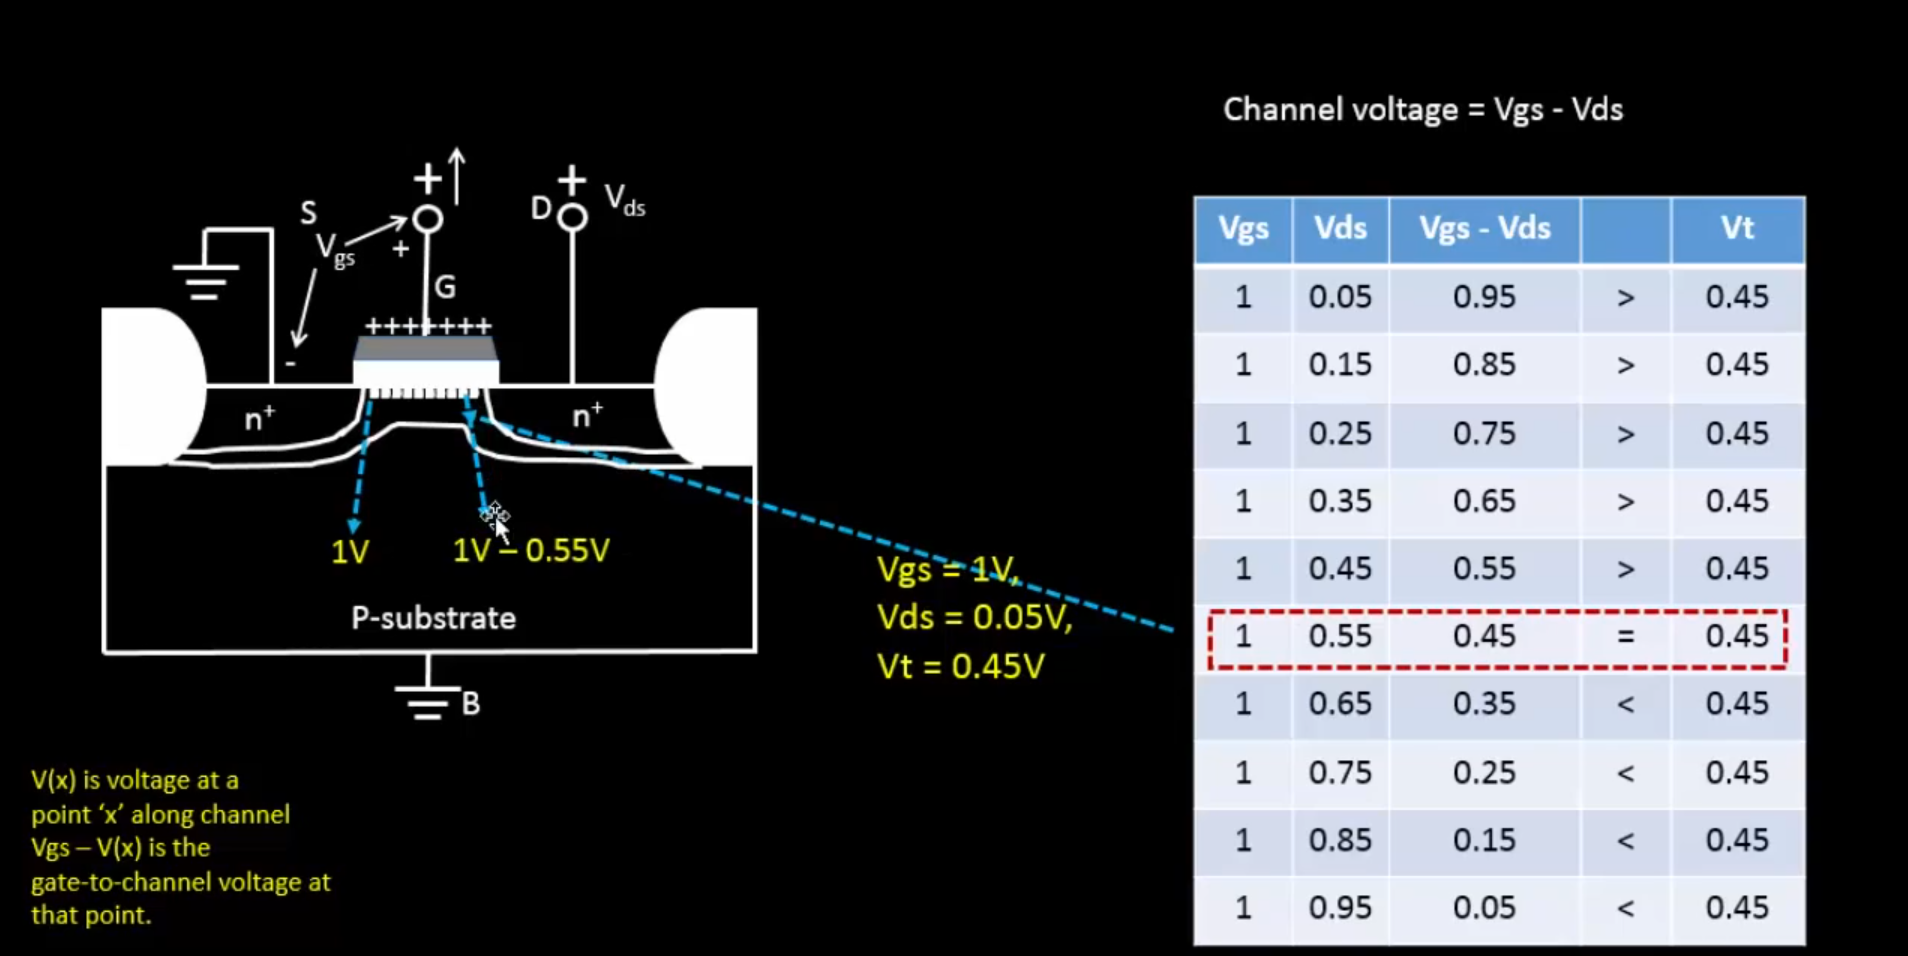 Channel voltage = Vgs - Vds
+
+
S
D
Vds
Vgs
+
G
+++++++
-
n+
n+
1V
1V – 0.55V
P-substrate
B
Vgs = 1V,
Vds = 0.05V,
Vt = 0.45V
V(x) is voltage at a
point ‘x’ along channel
Vgs – V(x) is the
gate-to-channel voltage at
that point.
Vgs Vds Vgs - Vds Vt
1 0.05 0.95 > 0.45
1 0.15 0.85 > 0.45
1 0.25 0.75 > 0.45
1 0.35 0.65 > 0.45
1 0.45 0.55 > 0.45
1 0.55 0.45 = 0.45
1 0.65 0.35 < 0.45
1 0.75 0.25 < 0.45
1 0.85 0.15 < 0.45
1 0.95 0.05 < 0.45